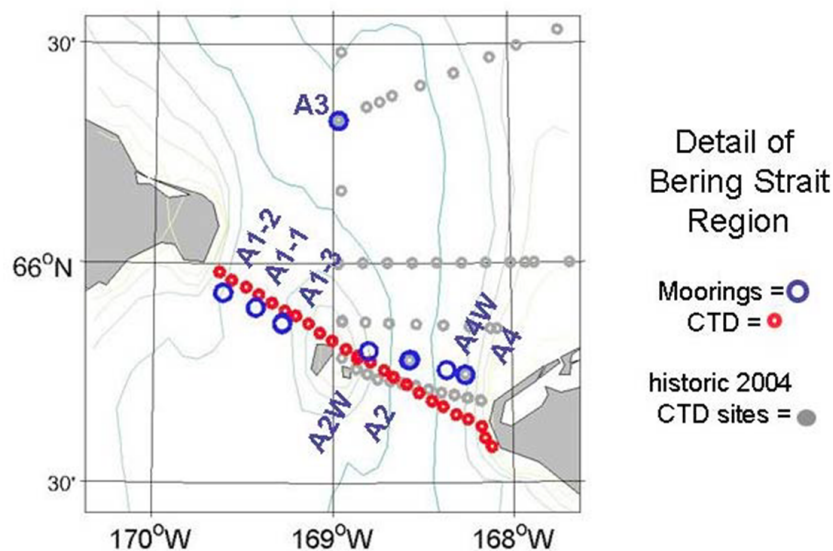 30'
A3
A1-2
A1-1
A1-3
66°N
A4W
A4
A2W
A2
30'
170°W
169°W
168°W
Detail of
Bering Strait
Region
Moorings =
CTD =
historic 2004
CTD sites =